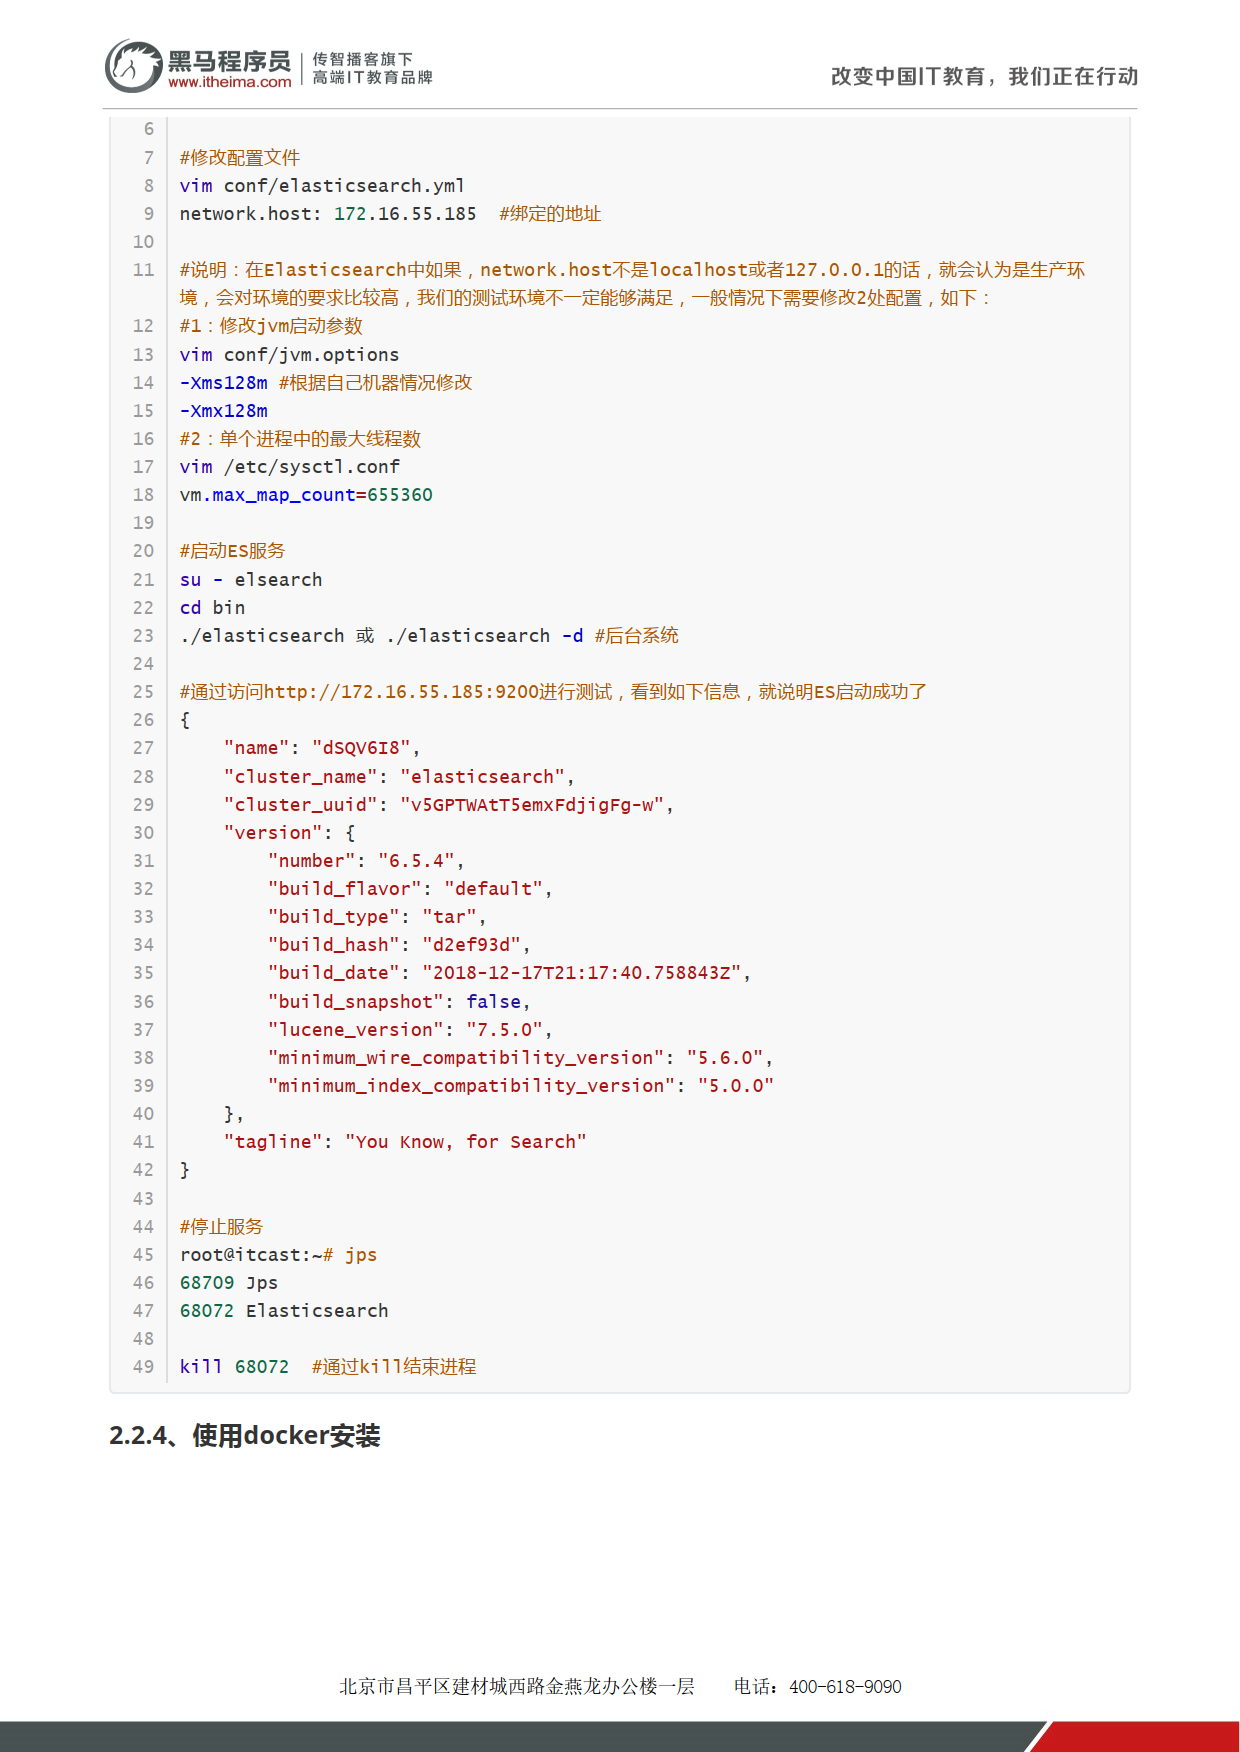 黑马程序员
www.itheima.com
传智播客旗下
高端IT教育品牌
改变中国IT教育，我们正在行动
6
7 #修改配置文件
8 vim conf/elasticsearch.yml
9 network.host: 172.16.55.185  #绑定的地址
10
11 #说明：在Elasticsearch中如果，network.host不是localhost或者127.0.0.1的话，就会认为是生产环
境，会对环境的要求比较高，我们的测试环境不一定能够满足，一般情况下需要修改2处配置，如下：
12 #1：修改jvm启动参数
13 vim conf/jvm.options
14 -Xms128m #根据自己机器情况修改
15 -Xmx128m
16 #2：单个进程中的最大线程数
17 vim /etc/sysctl.conf
18 vm.max_map_count=655360
19
20 #启动ES服务
21 su - elsearch
22 cd bin
23 ./elasticsearch 或 ./elasticsearch -d #后台系统
24
25 #通过访问http://172.16.55.185:9200进行测试，看到如下信息，就说明ES启动成功了
26 {
27     "name": "dSQV6I8",
28     "cluster_name": "elasticsearch",
29     "cluster_uuid": "v5GPTWAtT5emxFdjigFg-w",
30     "version": {
31         "number": "6.5.4",
32         "build_flavor": "default",
33         "build_type": "tar",
34         "build_hash": "d2ef93d",
35         "build_date": "2018-12-17T21:17:40.758843Z",
36         "build_snapshot": false,
37         "lucene_version": "7.5.0",
38         "minimum_wire_compatibility_version": "5.6.0",
39         "minimum_index_compatibility_version": "5.0.0"
40     },
41     "tagline": "You Know, for Search"
42 }
43
44 #停止服务
45 root@itcast:~# jps
46 68709 Jps
47 68072 Elasticsearch
48
49 kill 68072  #通过kill结束进程
2.2.4、使用docker安装
北京市昌平区建材城西路金燕龙办公楼一层    电话：400-618-9090